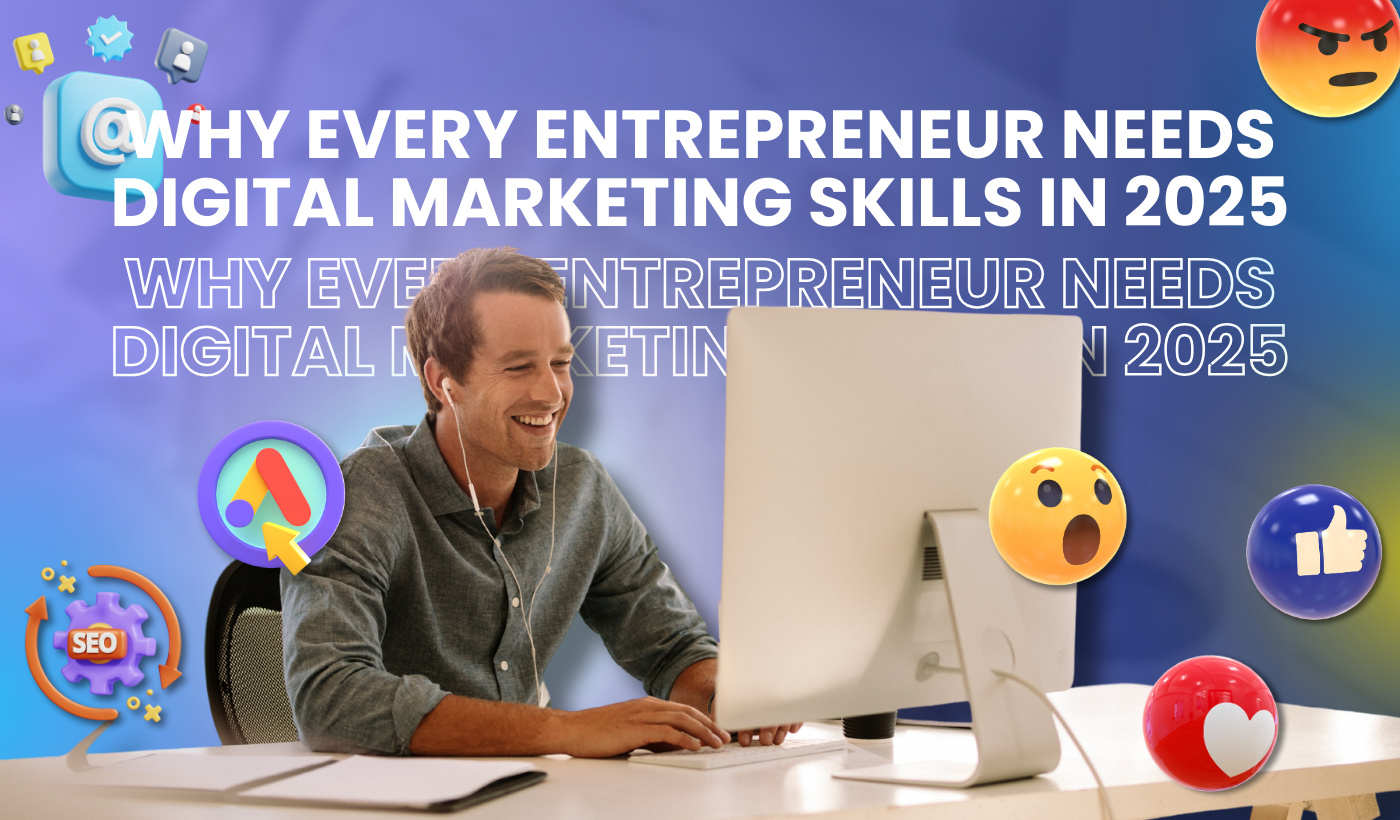 @
WHY EVERY ENTREPRENEUR NEEDS
DIGITAL MARKETING SKILLS IN 2025
WHY EVE ENTREPRENEUR NEEDS
DIGITAL KETIN N 2025
SEO